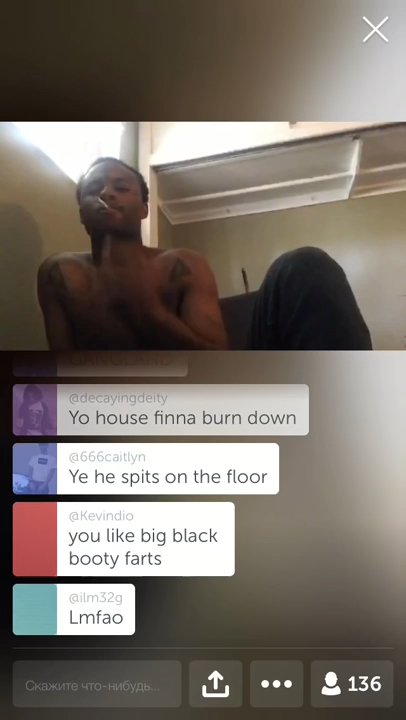 @decayingdeity
Yo house finna burn down
@666caitlyn
Ye he spits on the floor
@Kevindio
you like big black
booty farts
@ilm32g
Lmfao
Скажите что-нибудь...
136